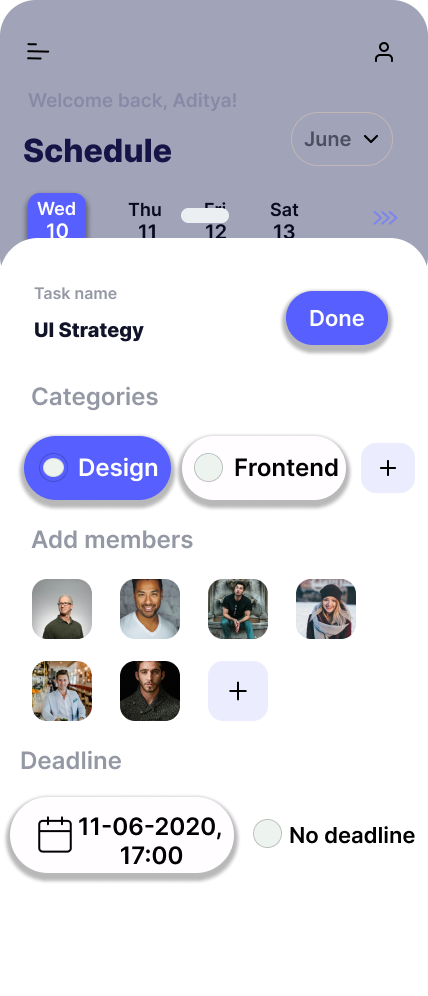 Welcome back, Aditya!
Schedule
June
Wed Thu Fri Sat
10 11 12 13
Task name
UI Strategy
Done
Categories
Design
Frontend
Add members
Deadline
11-06-2020,
17:00
No deadline